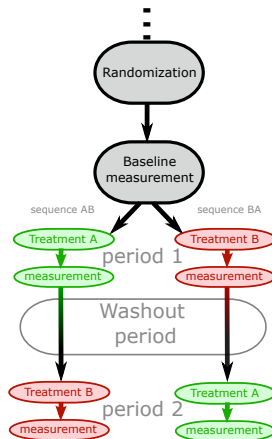 Randomization
Baseline
measurement
sequence AB
sequence BA
Treatment A
Treatment B
period 1
measurement
measurement
Washout
period
Treatment B
Treatment A
period 2
measurement
measurement